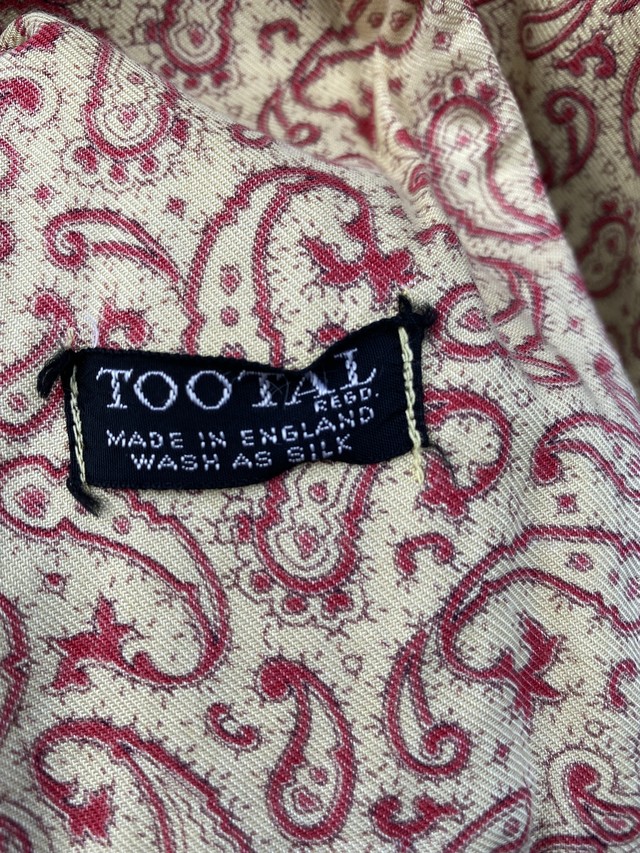 TOOTAL
REGD.
MADE IN ENGLAND
WASH AS SILK